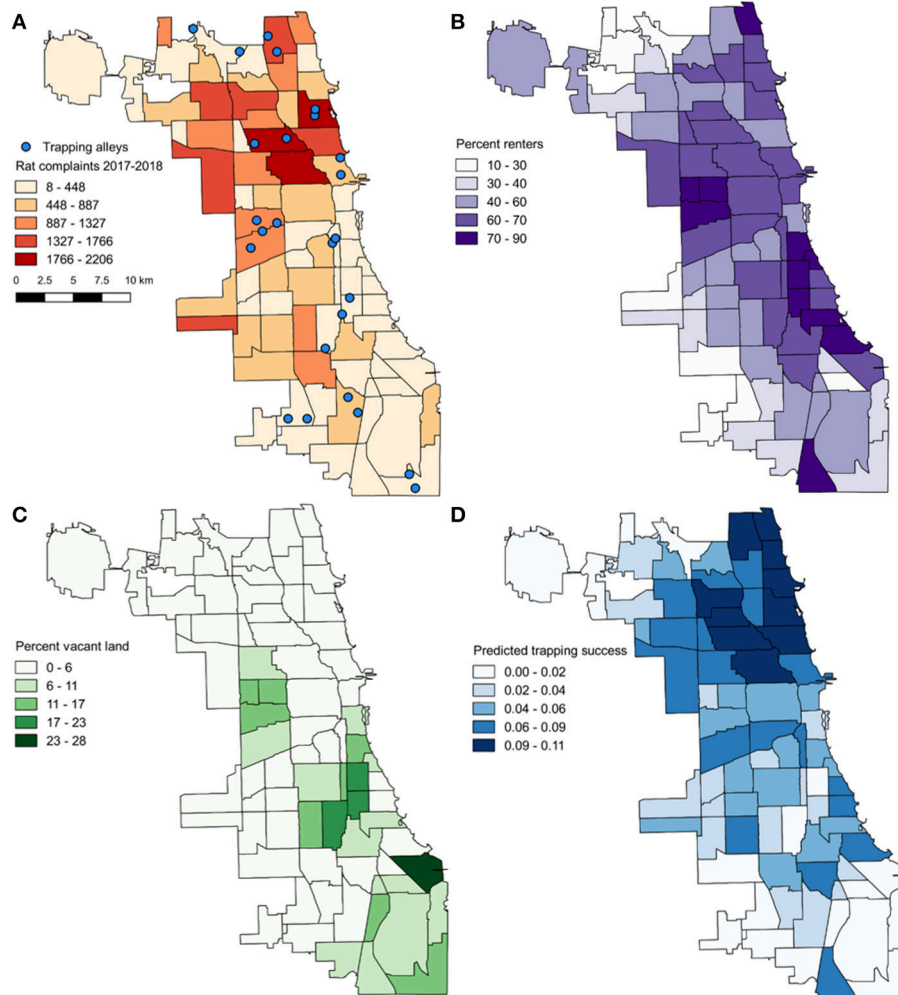 A
Trapping alleys
Rat complaints 2017-2018
8 - 448
448 - 887
887 - 1327
1327 - 1766
1766 - 2206
0 2.5 5 7.5 10 km
B
Percent renters
10 - 30
30 - 40
40 - 60
60 - 70
70 - 90
C
Percent vacant land
0 - 6
6 - 11
11 - 17
17 - 23
23 - 28
D
Predicted trapping success
0.00 - 0.02
0.02 - 0.04
0.04 - 0.06
0.06 - 0.09
0.09 - 0.11